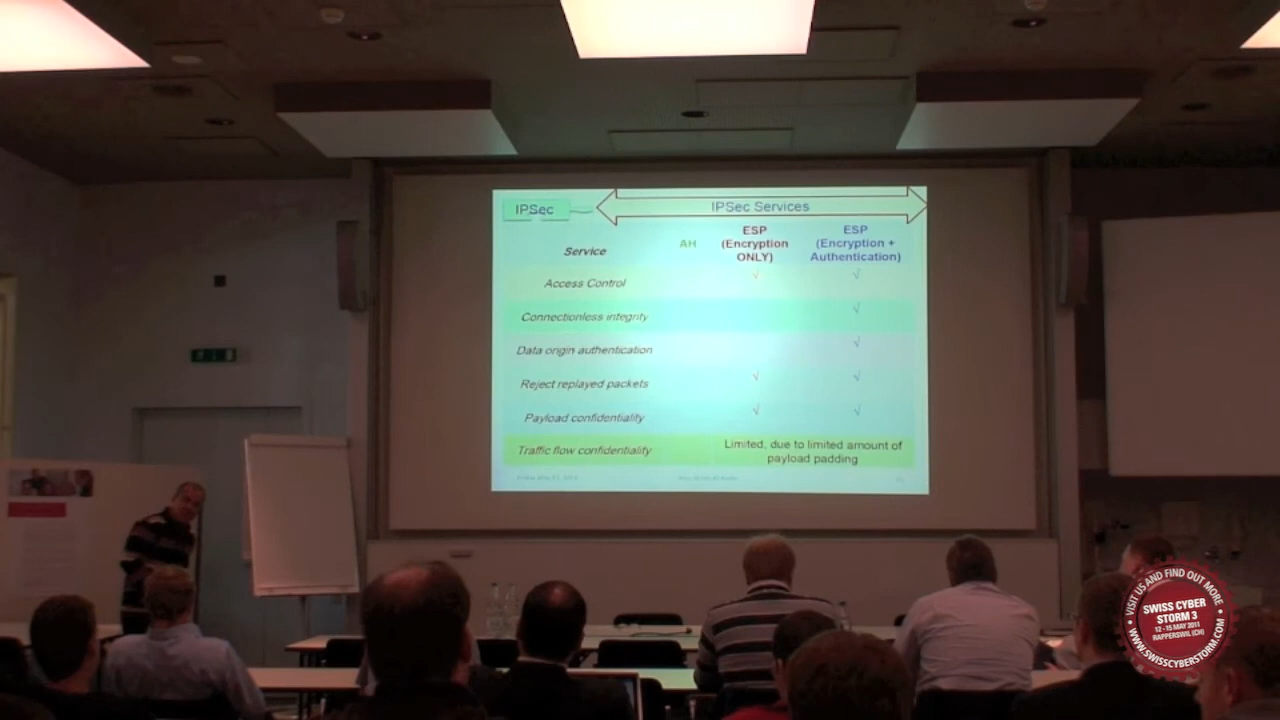 IPSec
IPSec Services
Service
AH
ESP
(Encryption
ONLY)
ESP
(Encryption +
Authentication)
Access Control
√
√
Connectionless integrity
√
Data origin authentication
√
Reject replayed packets
√
√
Payload confidentiality
√
√
Traffic flow confidentiality
Limited, due to limited amount of
payload padding
• VISIT US AND FIND OUT MORE •
SWISS CYBER
STORM 3
12 - 15 MAY 2011
RAPPERSWIL (CH)
WWW.SWISSCYBERSTORM.COM